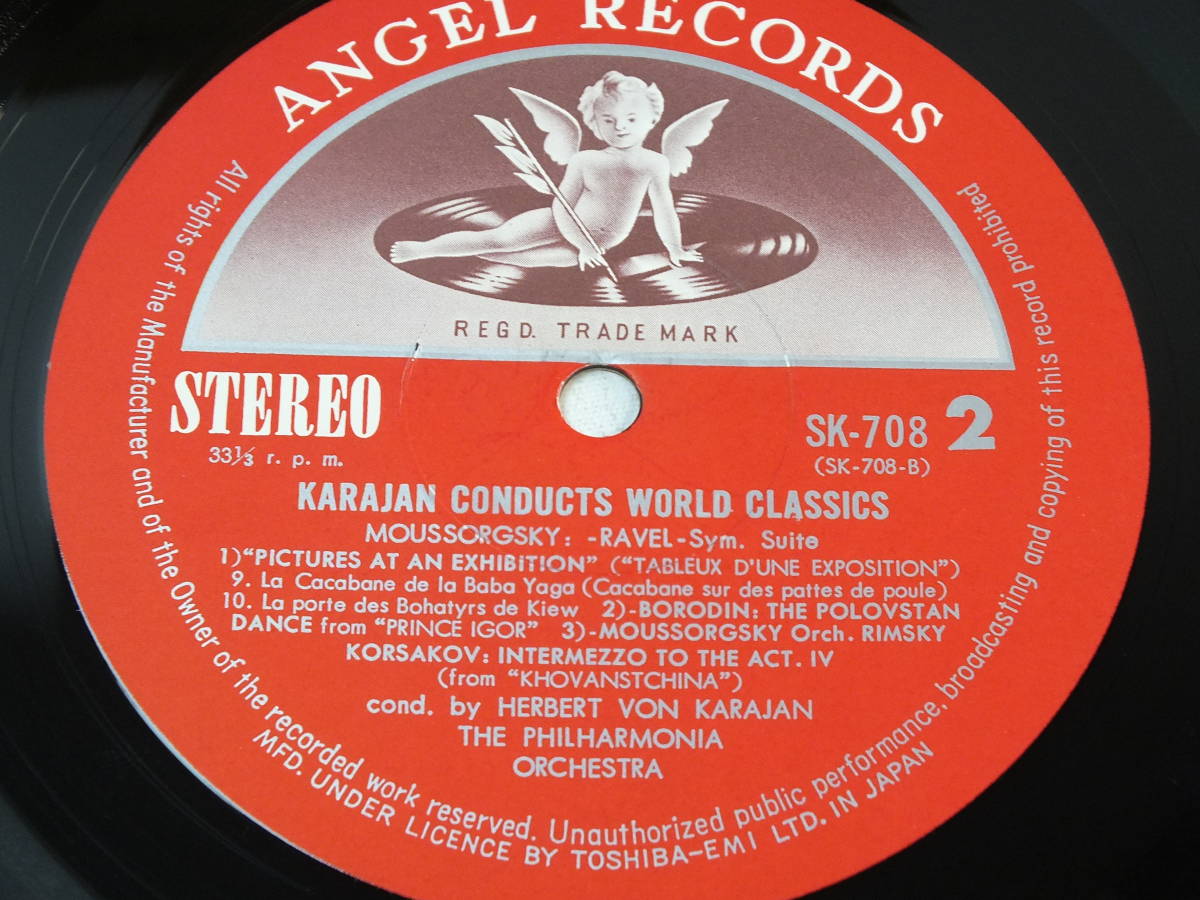 ANGEL RECORDS
REGD. TRADE MARK
STEREO
33⅓ r. p. m.
SK-708 2
(SK-708-B)
KARAJAN CONDUCTS WORLD CLASSICS
MOUSSORGSKY: -RAVEL-Sym. Suite
1)"PICTURES AT AN EXHIBITION" ("TABLEUX D'UNE EXPOSITION")
9. La Cacabane de la Baba Yaga (Cacabane sur des pattes de poule)
10. La porte des Bohatyrs de Kiew 2)-BORODIN: THE POLOVSTAN
DANCE from "PRINCE IGOR" 3)-MOUSSORGSKY Orch. RIMSKY
KORSAKOV: INTERMEZZO TO THE ACT. IV
(from "KHOVANSTCHINA")
cond. by HERBERT VON KARAJAN
THE PHILHARMONIA
ORCHESTRA
All rights of the Manufacturer and of the Owner of the recorded work reserved. Unauthorized public performance, broadcasting and copying of this record prohibited
MFD. UNDER LICENCE BY TOSHIBA-EMI LTD. IN JAPAN